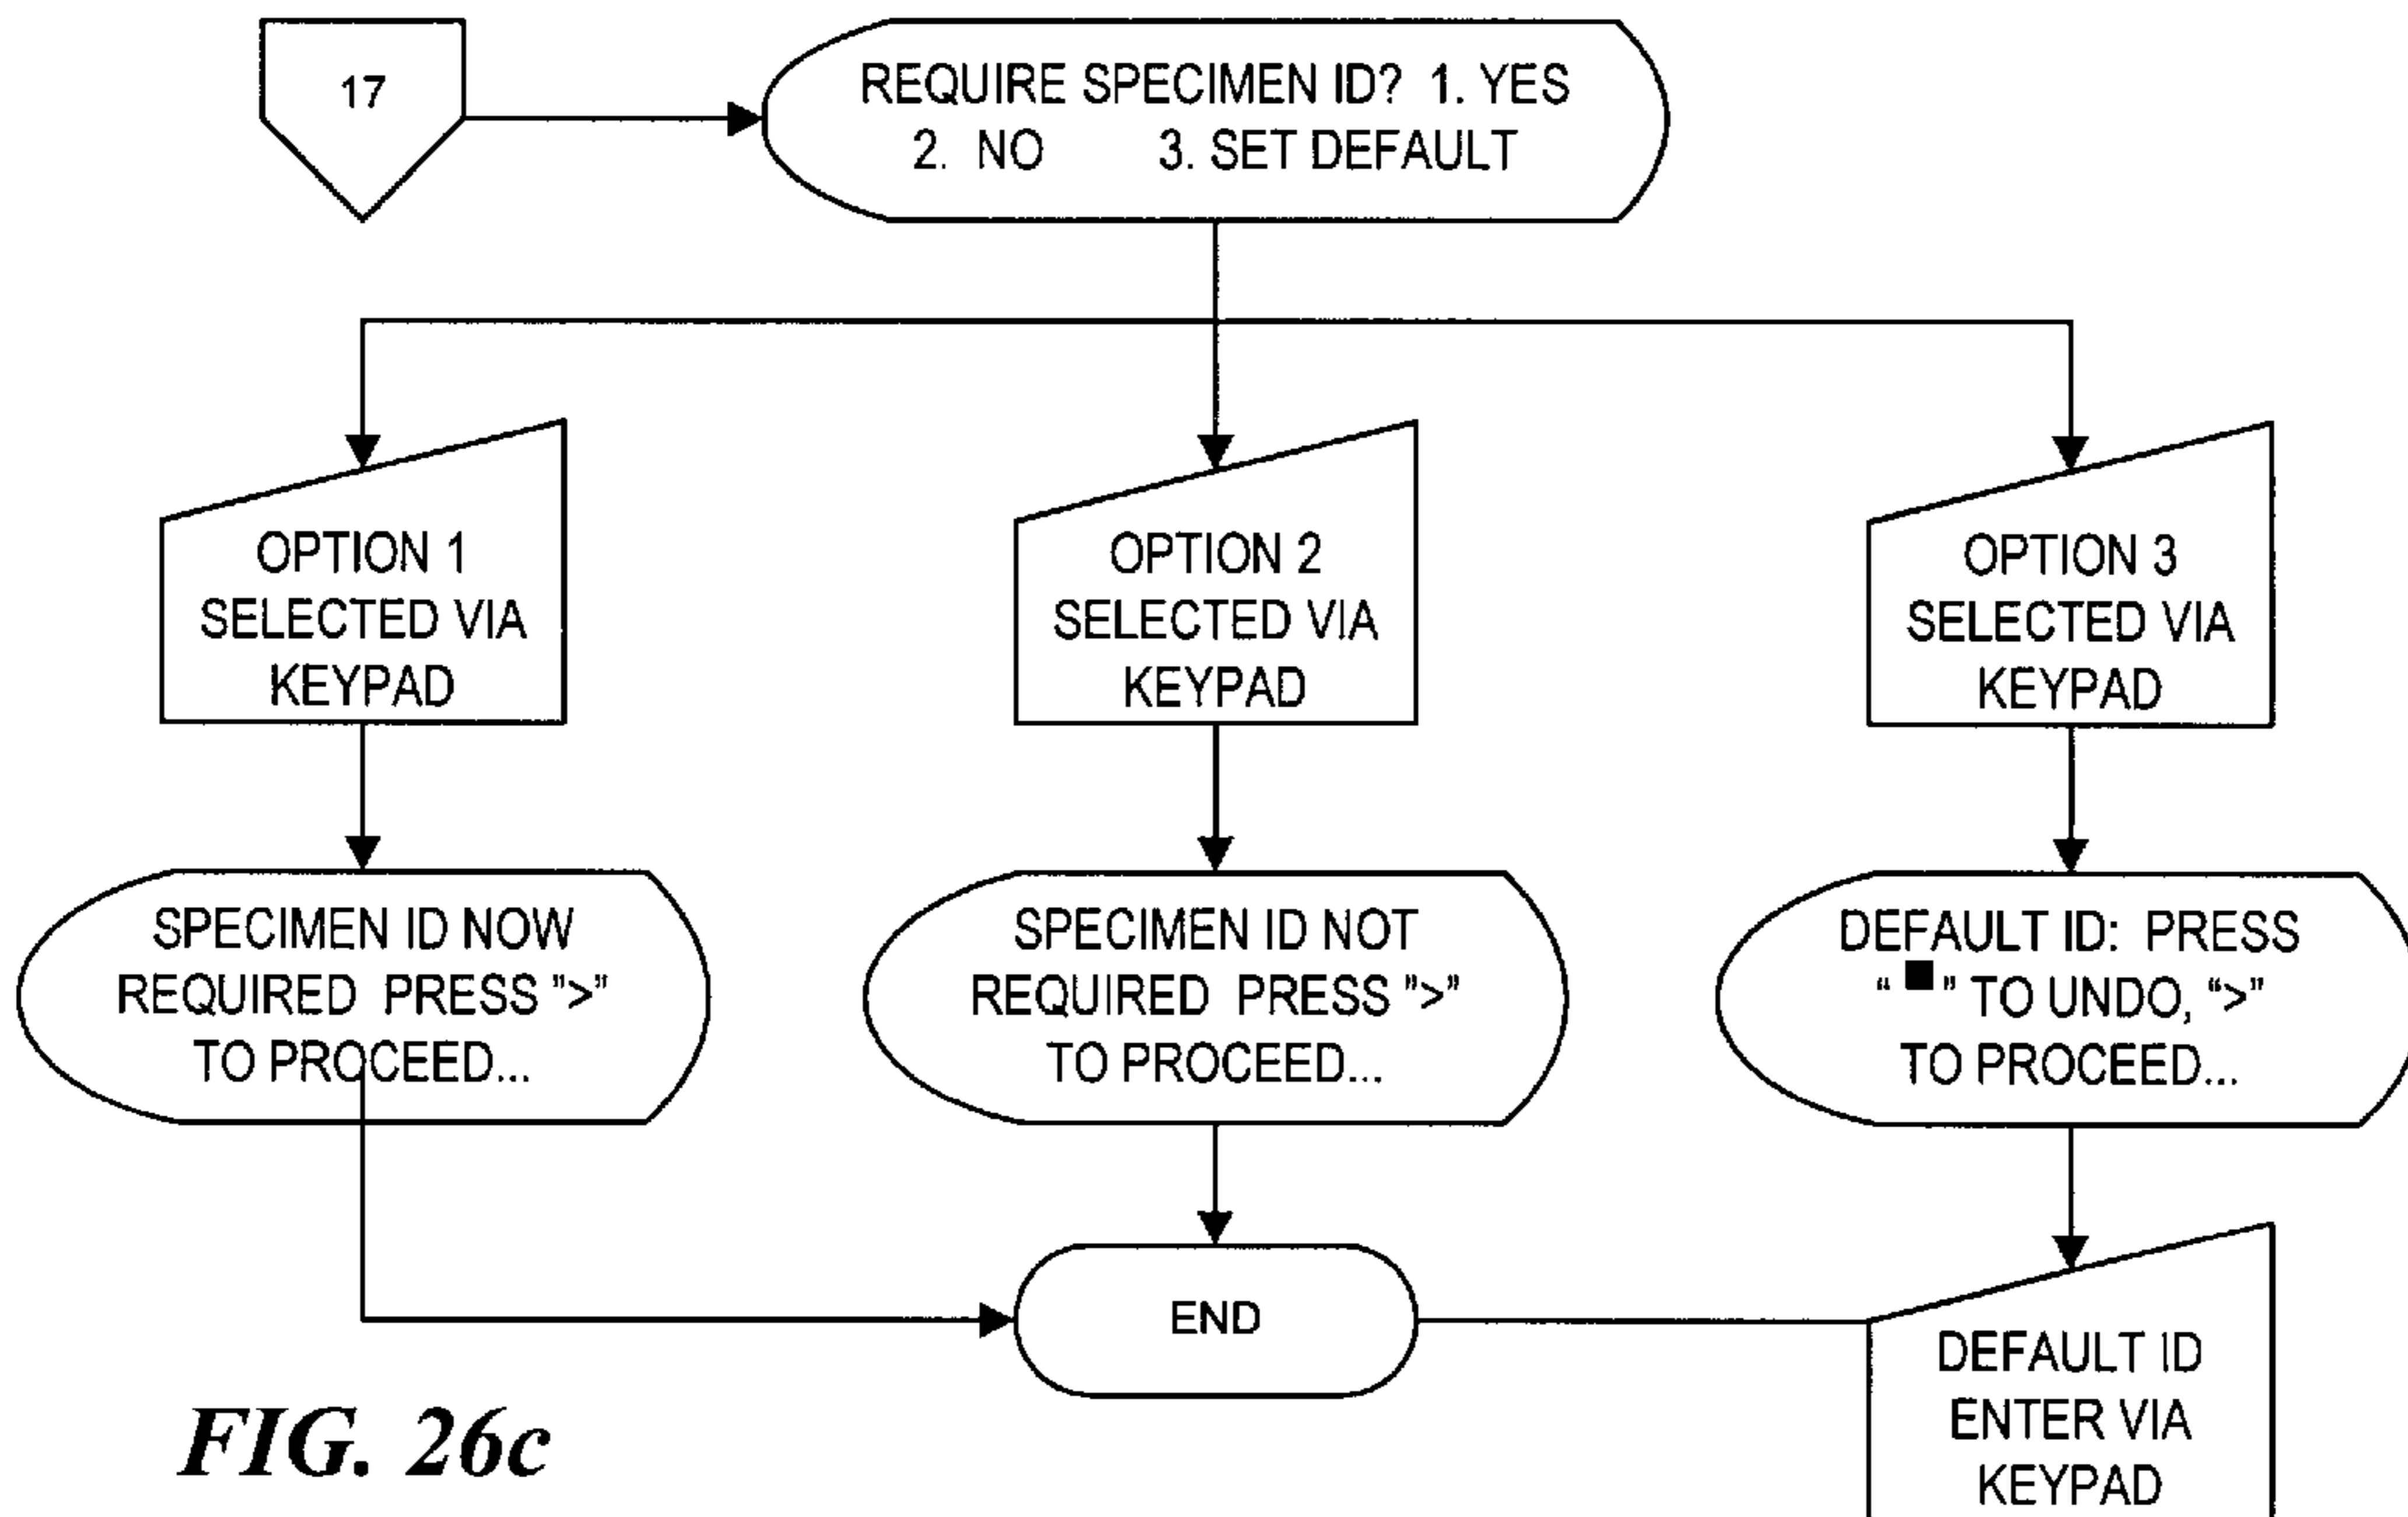 17
REQUIRE SPECIMEN ID? 1. YES
2. NO 3. SET DEFAULT
OPTION 1
SELECTED VIA
KEYPAD
OPTION 2
SELECTED VIA
KEYPAD
OPTION 3
SELECTED VIA
KEYPAD
SPECIMEN ID NOW
REQUIRED PRESS ">"
TO PROCEED...
SPECIMEN ID NOT
REQUIRED PRESS ">"
TO PROCEED...
DEFAULT ID: PRESS
“ ■ ” TO UNDO, “>”
TO PROCEED...
END
DEFAULT ID
ENTER VIA
KEYPAD
FIG. 26c